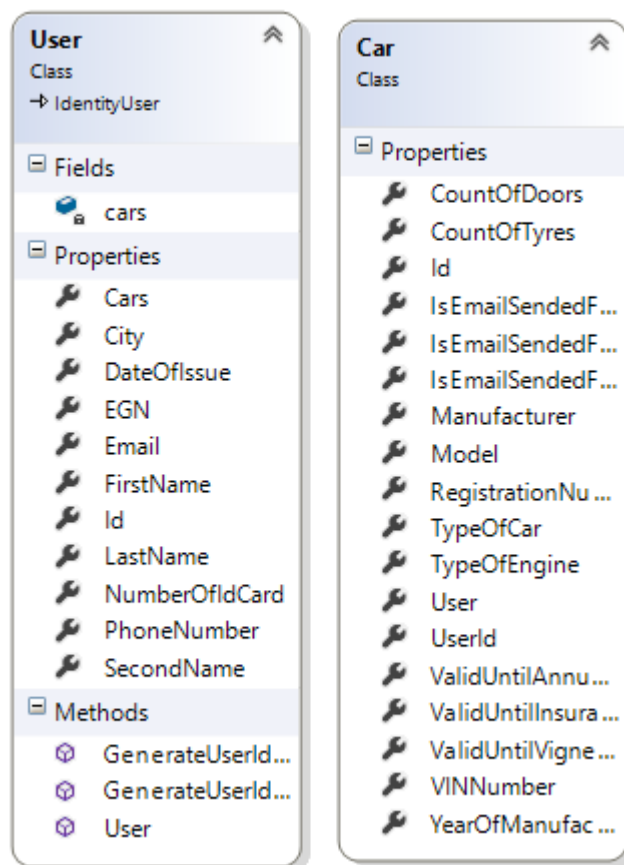 User
Class
IdentityUser
Fields
cars
Properties
Cars
City
DateOfIssue
EGN
Email
FirstName
Id
LastName
NumberOfIdCard
PhoneNumber
SecondName
Methods
GenerateUserId...
GenerateUserId...
User
Car
Class
Properties
CountOfDoors
CountOfTyres
Id
IsEmailSendedF...
IsEmailSendedF...
IsEmailSendedF...
Manufacturer
Model
RegistrationNu...
TypeOfCar
TypeOfEngine
User
UserId
ValidUntilAnnu...
ValidUntilInsura...
ValidUntilVigne...
VINNumber
YearOfManufac...